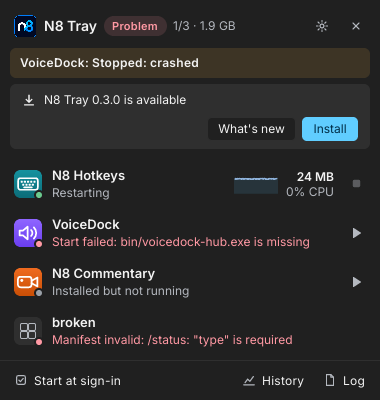 n8 N8 Tray Problem 1/3 · 1.9 GB
VoiceDock: Stopped: crashed
N8 Tray 0.3.0 is available
What's new Install
N8 Hotkeys 24 MB
Restarting 0% CPU
VoiceDock
Start failed: bin/voicedock-hub.exe is missing
N8 Commentary
Installed but not running
broken
Manifest invalid: /status: "type" is required
Start at sign-in History Log